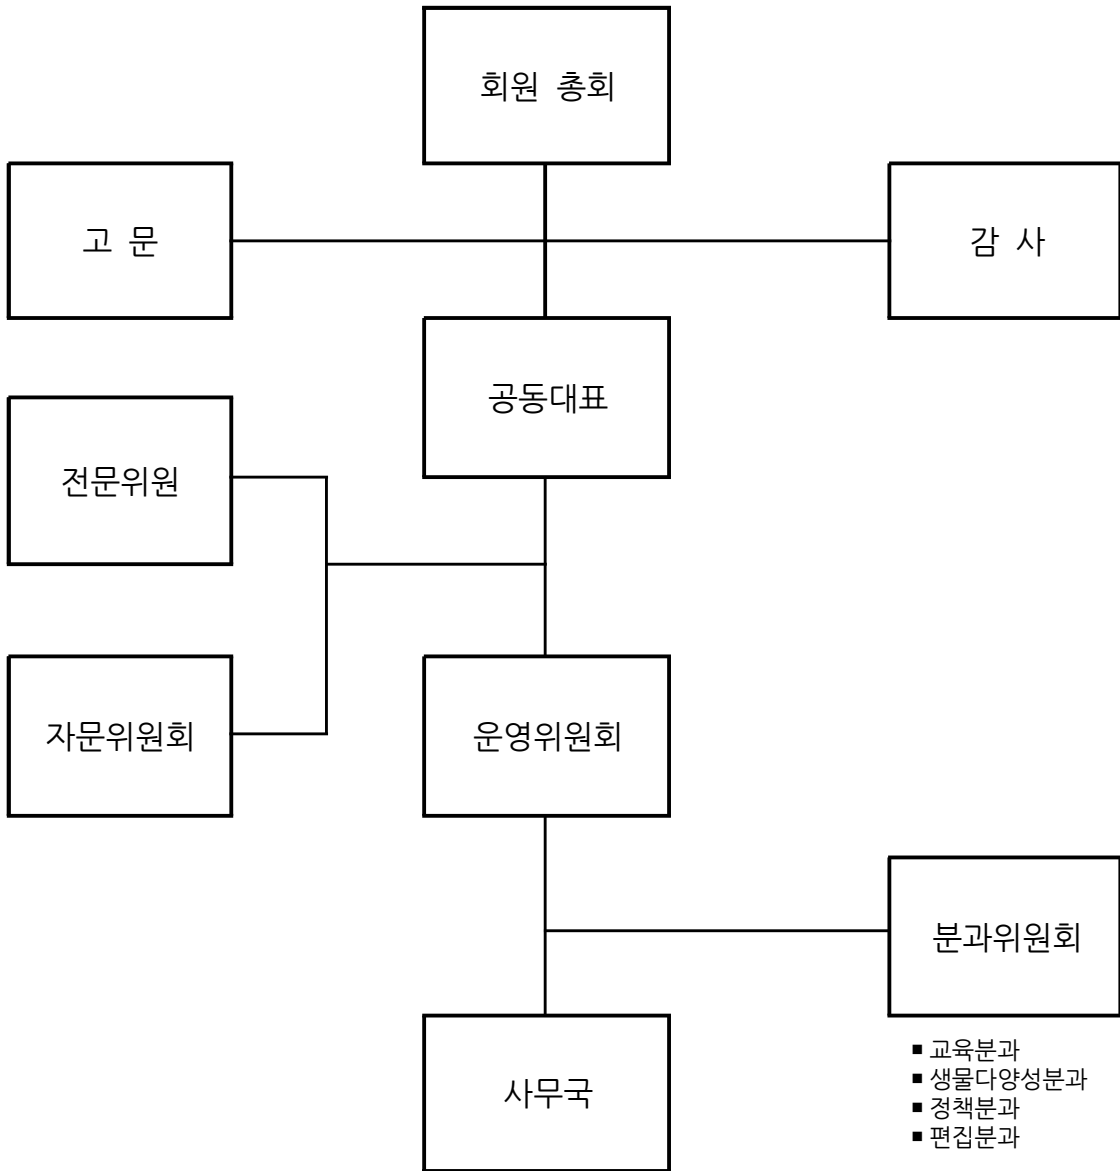 회원 총회
고 문
감 사
공동대표
전문위원
자문위원회
운영위원회
분과위원회
사무국
▪ 교육분과
▪ 생물다양성분과
▪ 정책분과
▪ 편집분과